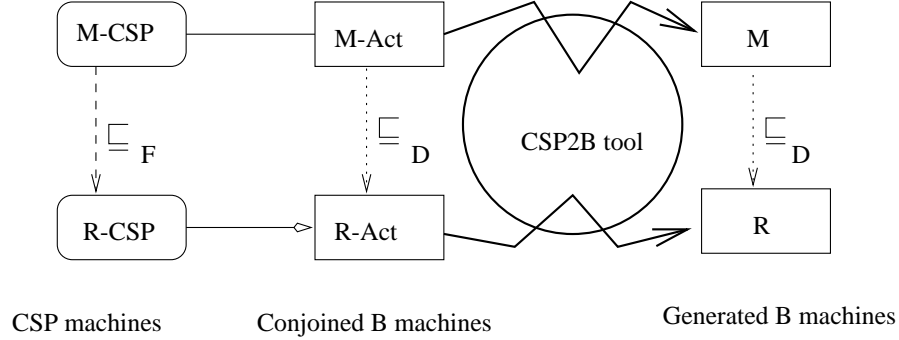 M-CSP M-Act M
⊑ F ⊑ D CSP2B tool ⊑ D
R-CSP R-Act R
CSP machines Conjoined B machines Generated B machines